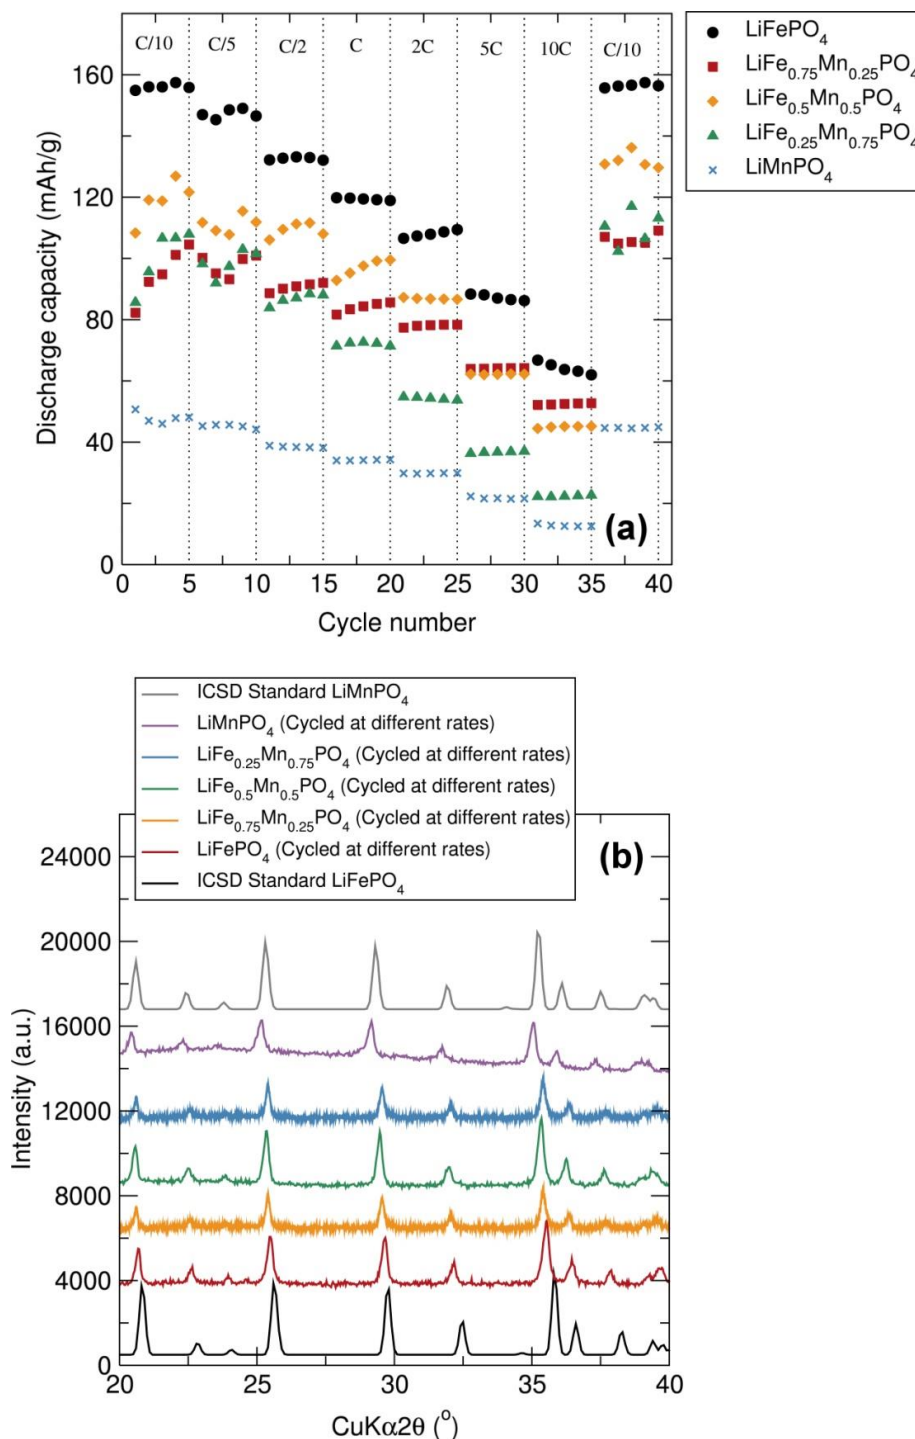 C/10 C/5 C/2 C 2C 5C 10C C/10
LiFePO₄
LiFe₀.₇₅Mn₀.₂₅PO₄
LiFe₀.₅Mn₀.₅PO₄
LiFe₀.₂₅Mn₀.₇₅PO₄
LiMnPO₄
160
120
80
40
0
Discharge capacity (mAh/g)
(a)
0 5 10 15 20 25 30 35 40
Cycle number
ICSD Standard LiMnPO₄
LiMnPO₄ (Cycled at different rates)
LiFe₀.₂₅Mn₀.₇₅PO₄ (Cycled at different rates)
LiFe₀.₅Mn₀.₅PO₄ (Cycled at different rates)
LiFe₀.₇₅Mn₀.₂₅PO₄ (Cycled at different rates)
LiFePO₄ (Cycled at different rates)
ICSD Standard LiFePO₄
(b)
24000
20000
16000
12000
8000
4000
0
Intensity (a.u.)
20 25 30 35 40
CuKα2θ (°)